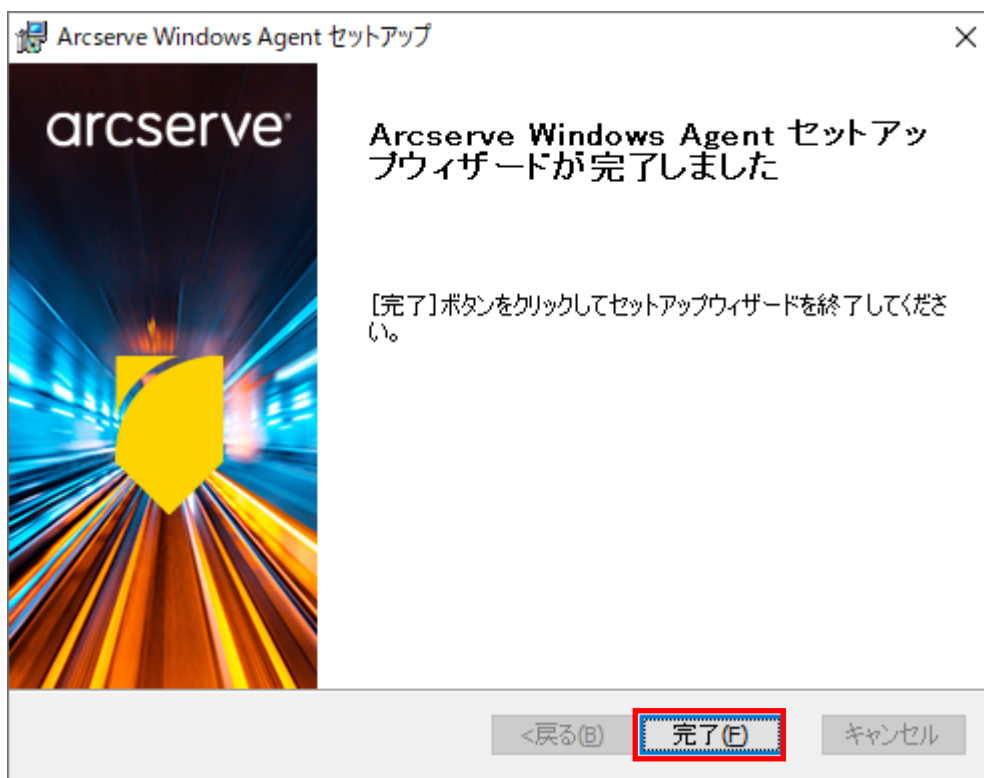 Arcserve Windows Agent セットアップ
arcserve®
Arcserve Windows Agent セットアッ
プウィザードが完了しました
[完了]ボタンをクリックしてセットアップウィザードを終了してくださ
い。
<戻る(B)
完了(F)
キャンセル